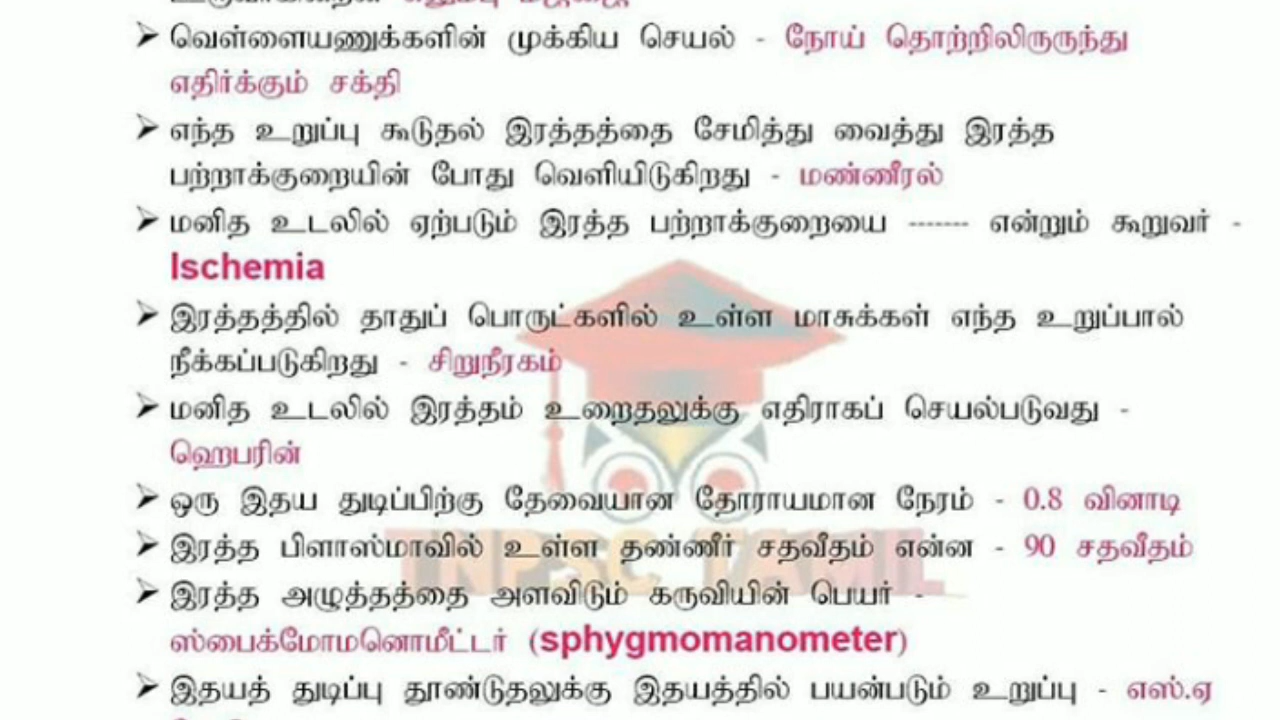 ➤ வெள்ளையணுக்களின் முக்கிய செயல் - நோய் தொற்றிலிருருந்து
எதிர்க்கும் சக்தி
➤ எந்த உறுப்பு கூடுதல் இரத்தத்தை சேமித்து வைத்து இரத்த
பற்றாக்குறையின் போது வெளியிடுகிறது - மண்ணீரல்
➤ மனித உடலில் ஏற்படும் இரத்த பற்றாக்குறையை ------- என்றும் கூறுவர் -
Ischemia
➤ இரத்தத்தில் தாதுப் பொருட்களில் உள்ள மாசுக்கள் எந்த உறுப்பால்
நீக்கப்படுகிறது - சிறுநீரகம்
➤ மனித உடலில் இரத்தம் உறைதலுக்கு எதிராகப் செயல்படுவது -
ஹெபரின்
➤ ஒரு இதய துடிப்பிற்கு தேவையான தோராயமான நேரம் - 0.8 வினாடி
➤ இரத்த பிளாஸ்மாவில் உள்ள தண்ணீர் சதவீதம் என்ன - 90 சதவீதம்
TNPSC TAMIL
➤ இரத்த அழுத்தத்தை அளவிடும் கருவியின் பெயர் -
ஸ்பைக்மோமனொமீட்டர் (sphygmomanometer)
➤ இதயத் துடிப்பு தூண்டுதலுக்கு இதயத்தில் பயன்படும் உறுப்பு - எஸ்.ஏ